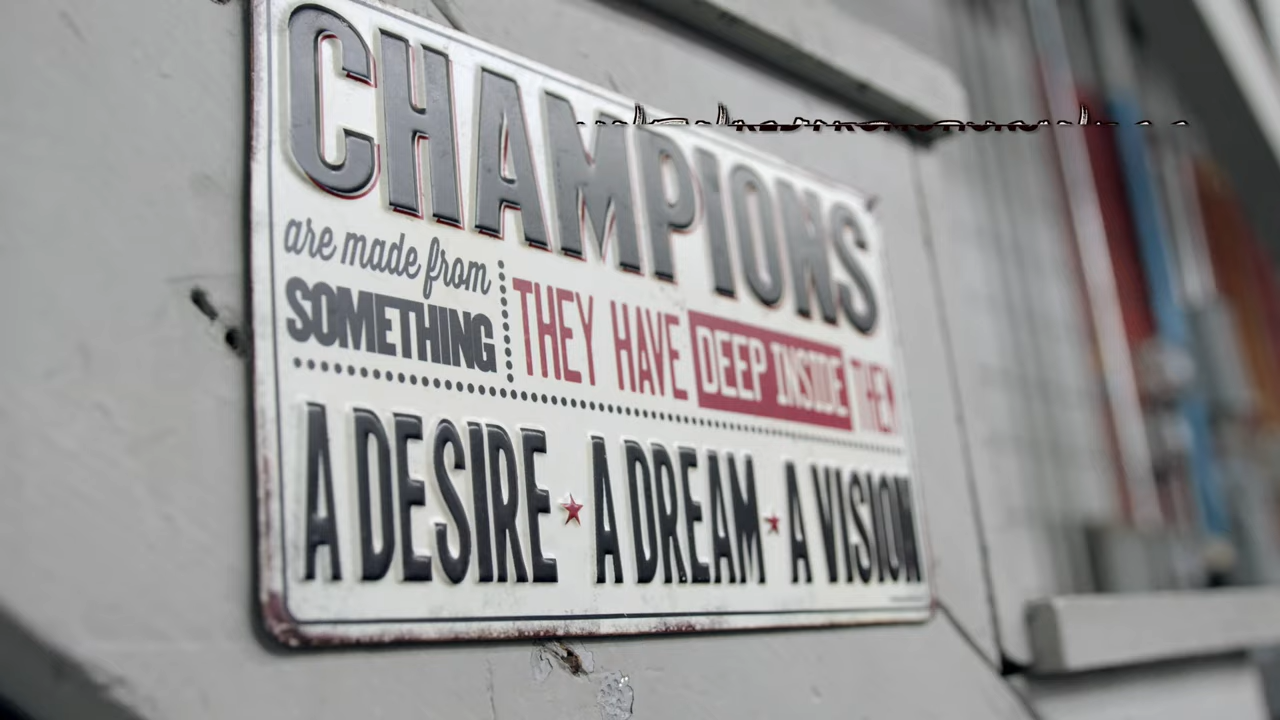 CHAMPIONS
are made from
SOMETHING
THEY HAVE DEEP INSIDE THEM
A DESIRE ★ A DREAM ★ A VISION